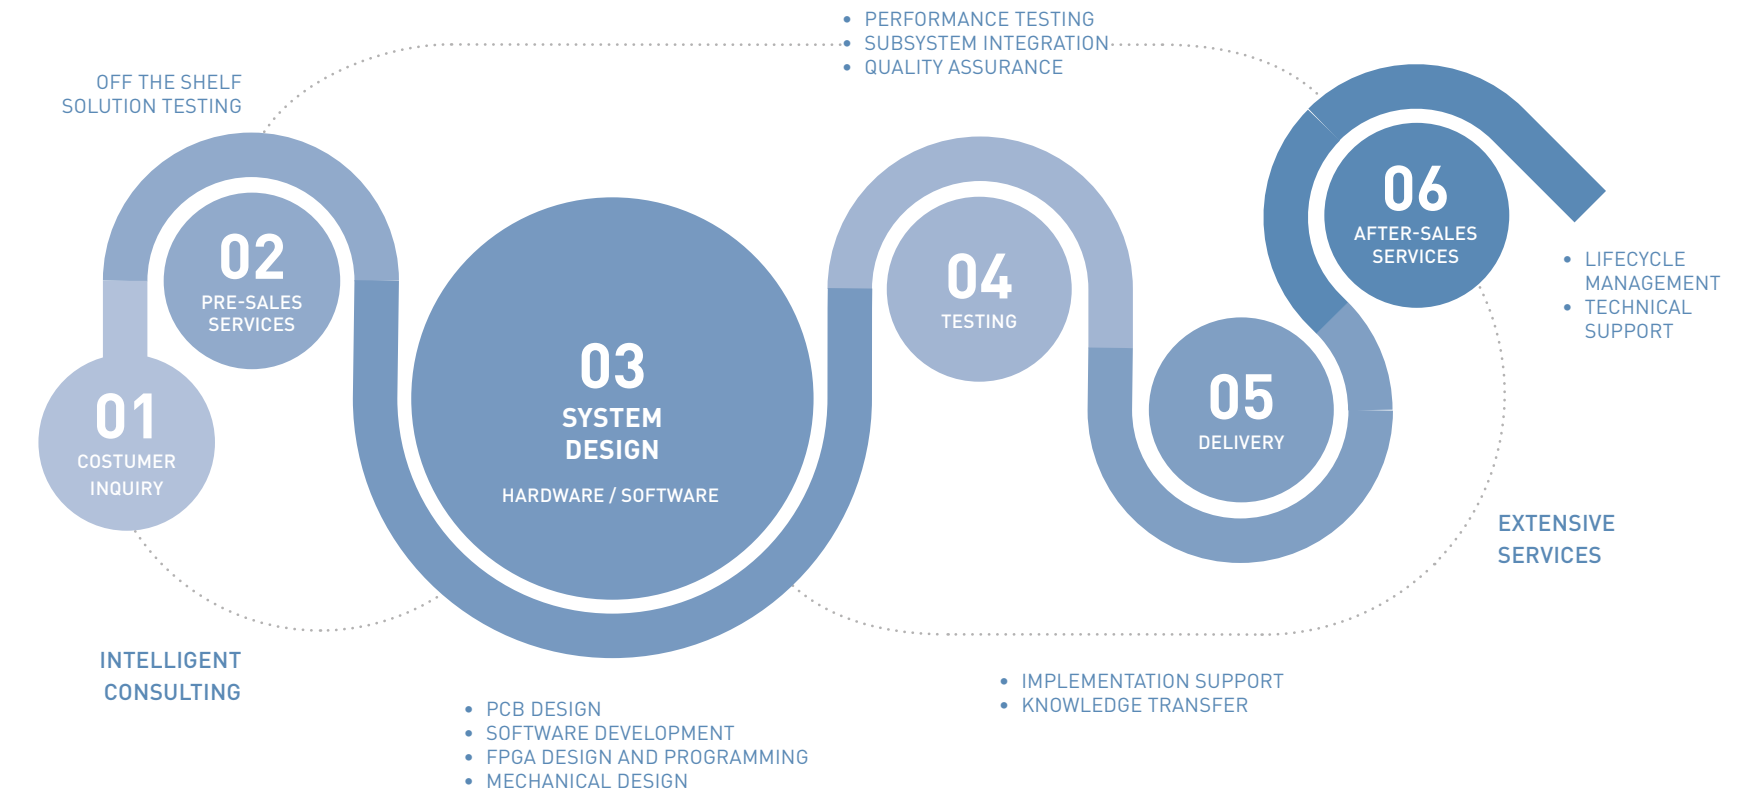 01
COSTUMER
INQUIRY
INTELLIGENT
CONSULTING
OFF THE SHELF
SOLUTION TESTING
02
PRE-SALES
SERVICES
03
SYSTEM
DESIGN
HARDWARE / SOFTWARE
• PCB DESIGN
• SOFTWARE DEVELOPMENT
• FPGA DESIGN AND PROGRAMMING
• MECHANICAL DESIGN
• PERFORMANCE TESTING
• SUBSYSTEM INTEGRATION
• QUALITY ASSURANCE
04
TESTING
05
DELIVERY
• IMPLEMENTATION SUPPORT
• KNOWLEDGE TRANSFER
06
AFTER-SALES
SERVICES
• LIFECYCLE
MANAGEMENT
• TECHNICAL
SUPPORT
EXTENSIVE
SERVICES